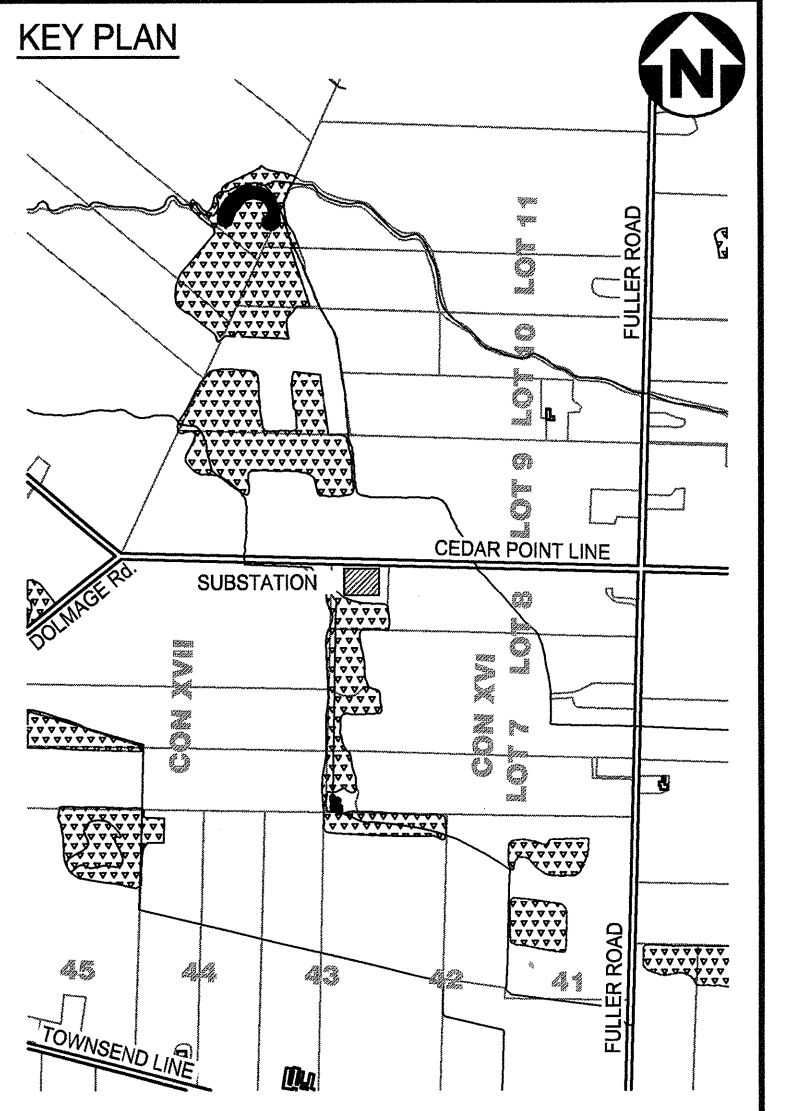 KEY PLAN
N
LOT 11
FULLER ROAD
LOT 10
LOT 9
CEDAR POINT LINE
SUBSTATION
DOLMAGE Rd.
LOT 8
CON XVII
CON XVI
LOT 7
45
44
43
42
41
FULLER ROAD
TOWNSEND LINE